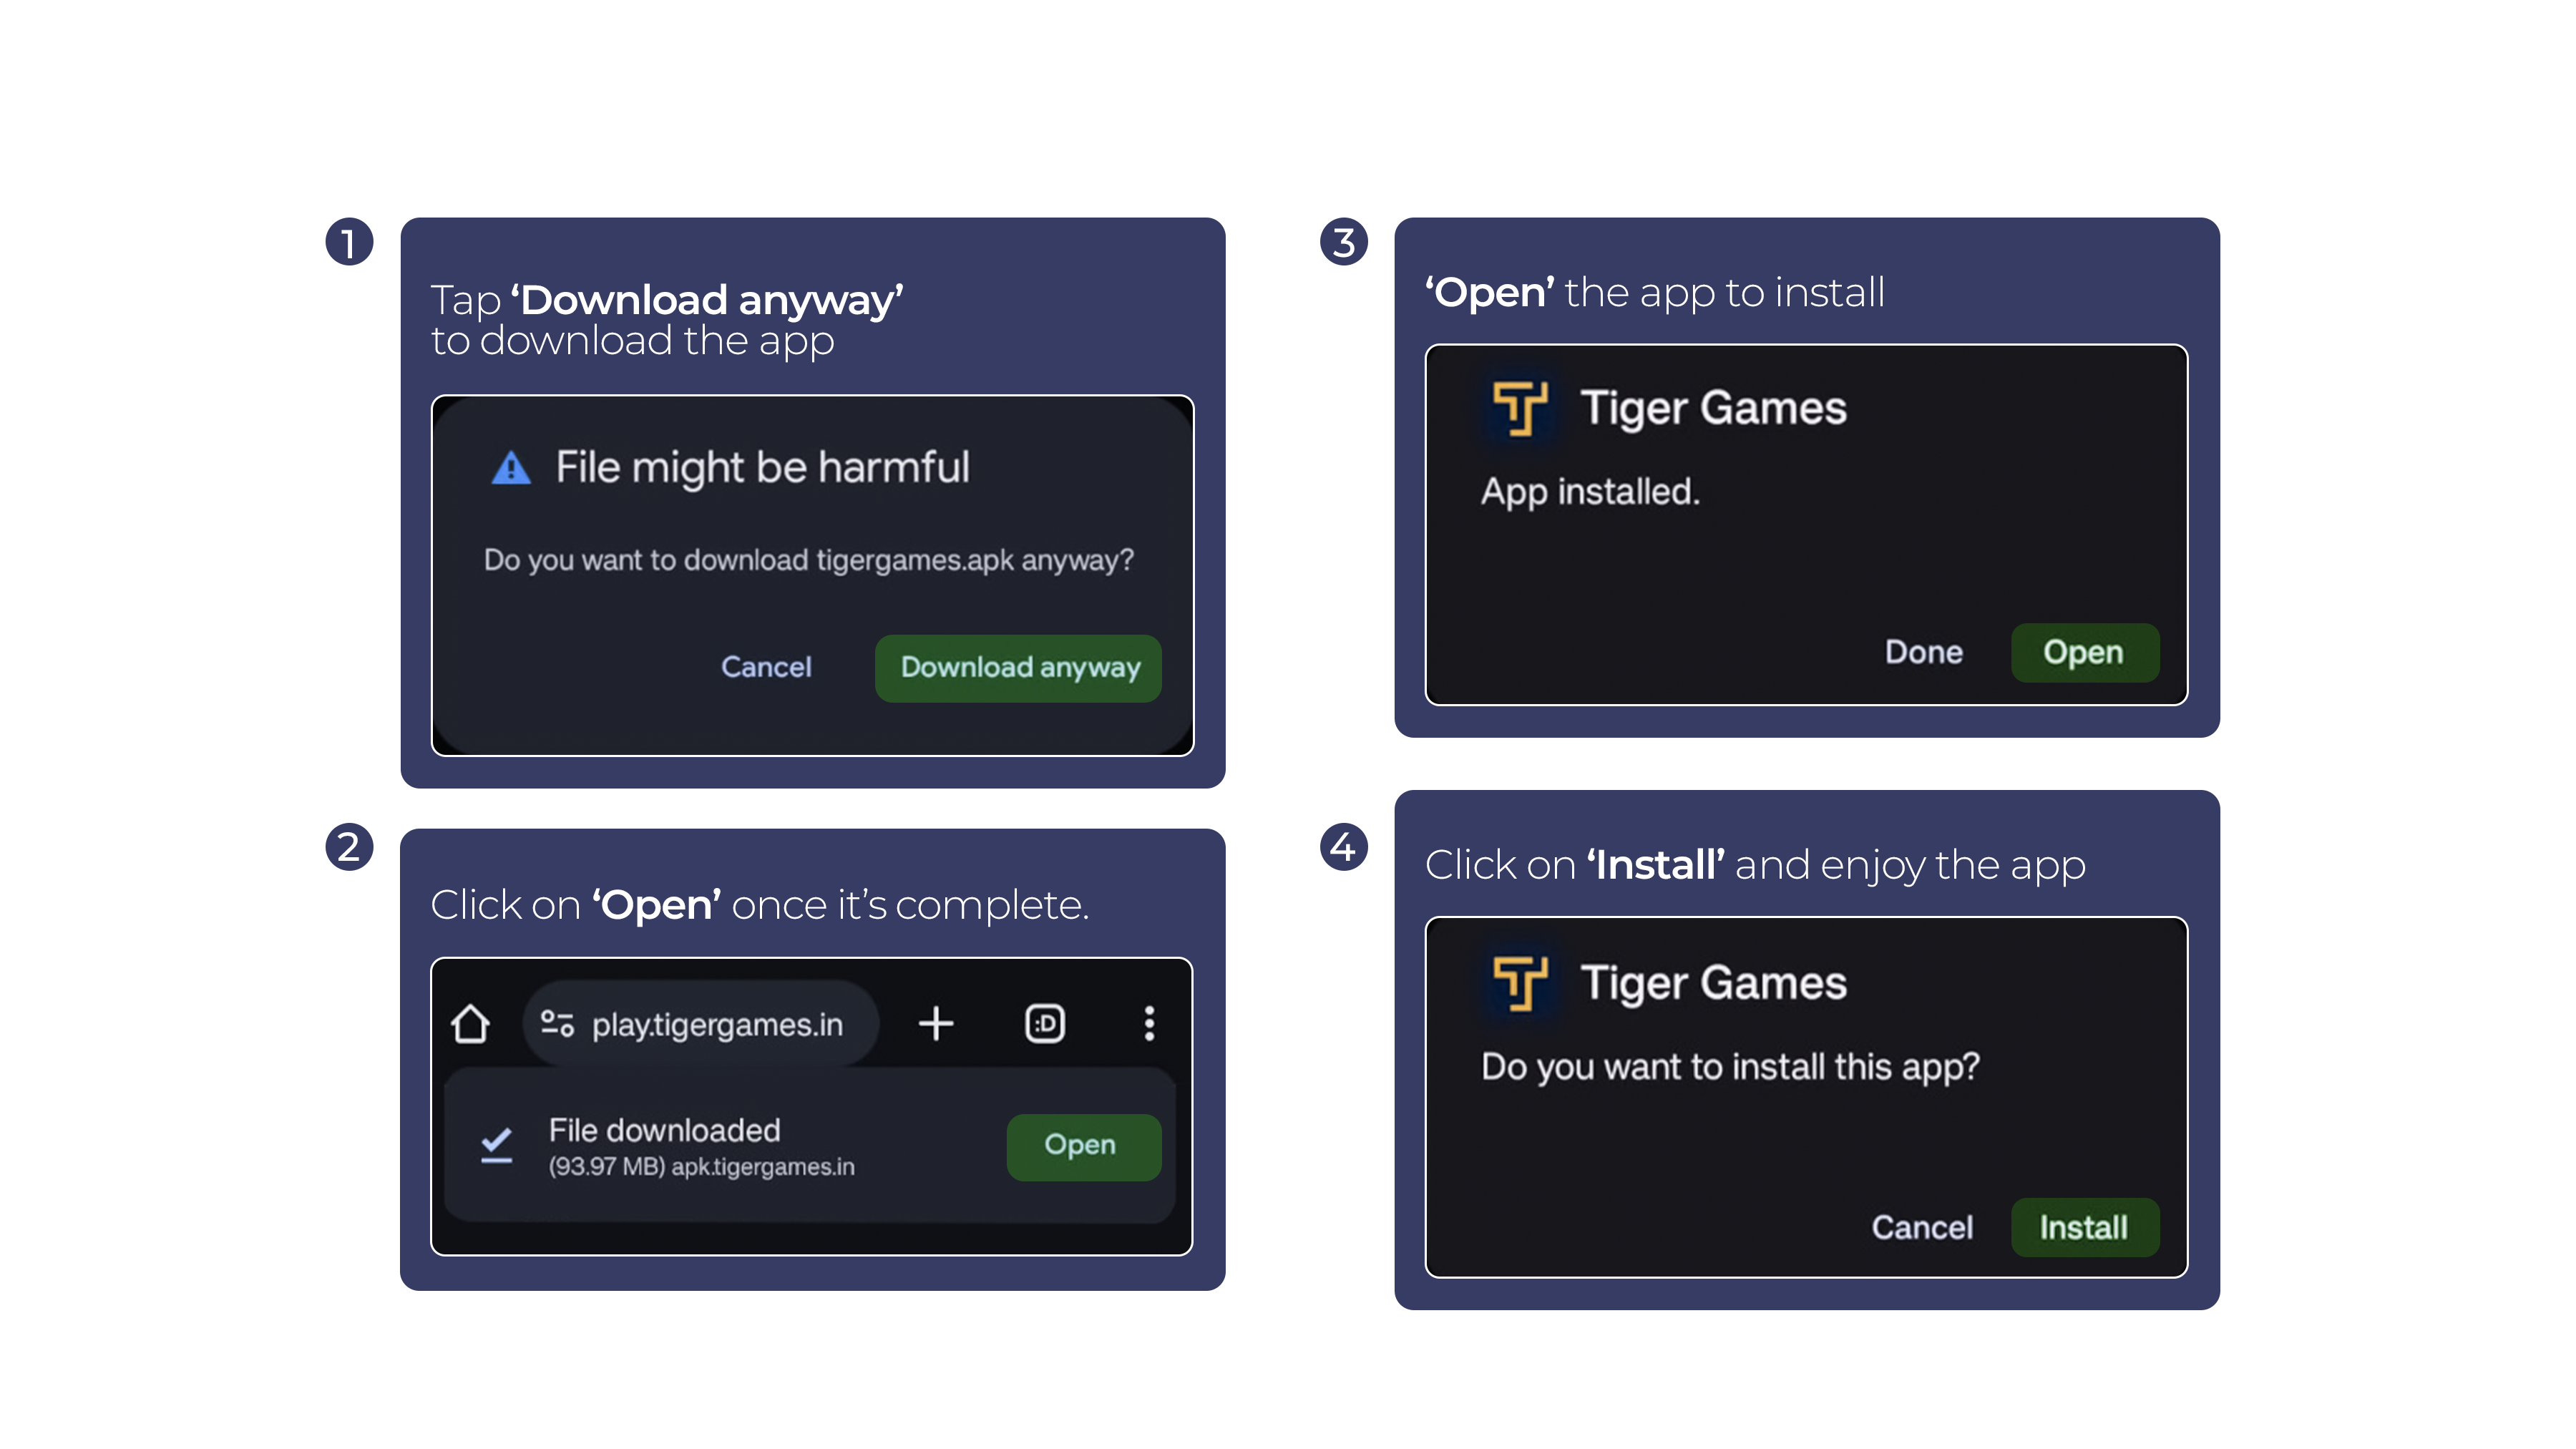 1
Tap ‘Download anyway’
to download the app
File might be harmful
Do you want to download tigergames.apk anyway?
Cancel
Download anyway
2
Click on ‘Open’ once it’s complete.
play.tigergames.in
:D
File downloaded
(93.97 MB) apk.tigergames.in
Open
3
‘Open’ the app to install
Tiger Games
App installed.
Done
Open
4
Click on ‘Install’ and enjoy the app
Tiger Games
Do you want to install this app?
Cancel
Install